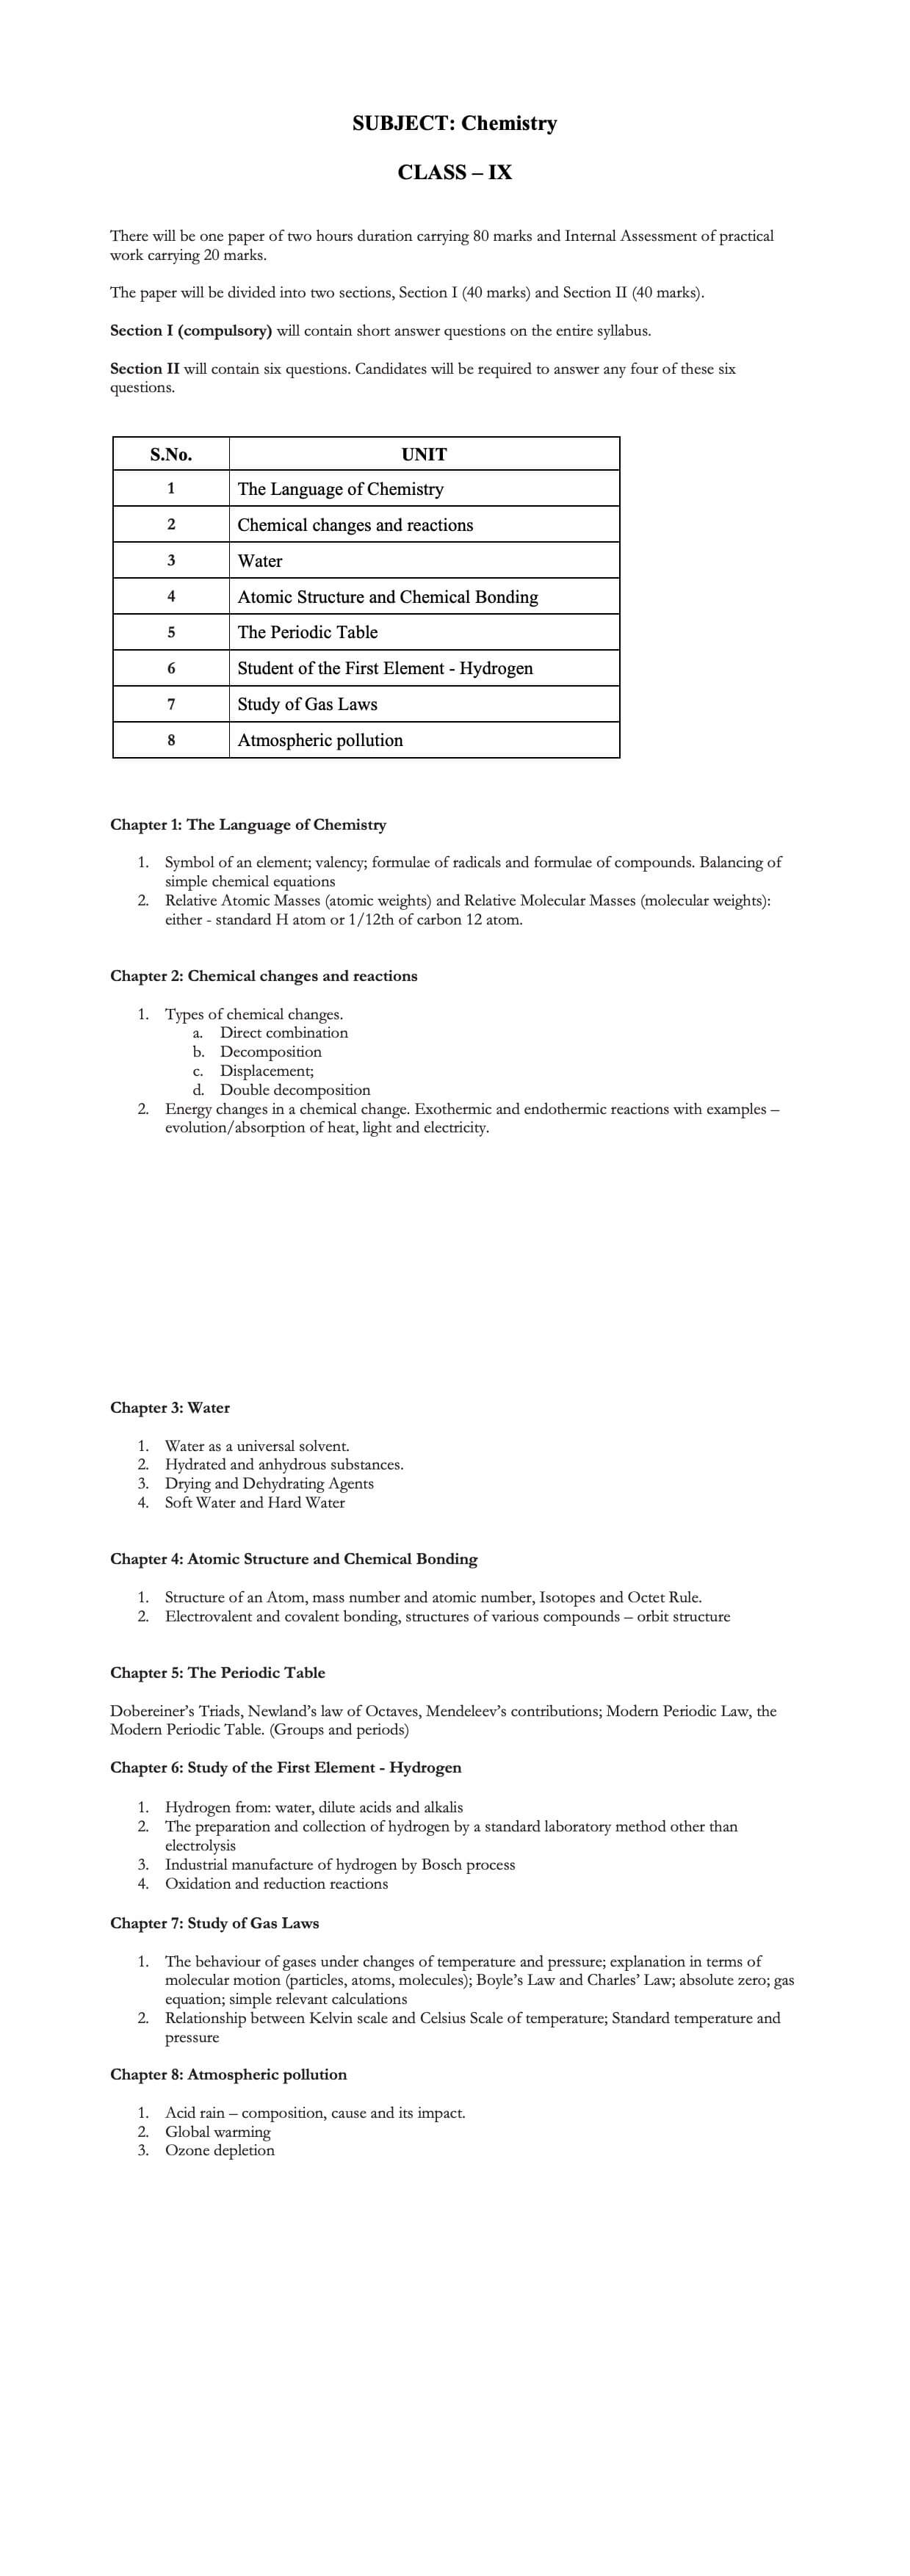 SUBJECT: Chemistry
CLASS – IX
There will be one paper of two hours duration carrying 80 marks and Internal Assessment of practical
work carrying 20 marks.
The paper will be divided into two sections, Section I (40 marks) and Section II (40 marks).
Section I (compulsory) will contain short answer questions on the entire syllabus.
Section II will contain six questions. Candidates will be required to answer any four of these six
questions.
S.No. UNIT
1 The Language of Chemistry
2 Chemical changes and reactions
3 Water
4 Atomic Structure and Chemical Bonding
5 The Periodic Table
6 Student of the First Element - Hydrogen
7 Study of Gas Laws
8 Atmospheric pollution
Chapter 1: The Language of Chemistry
1. Symbol of an element; valency; formulae of radicals and formulae of compounds. Balancing of
simple chemical equations
2. Relative Atomic Masses (atomic weights) and Relative Molecular Masses (molecular weights):
either - standard H atom or 1/12th of carbon 12 atom.
Chapter 2: Chemical changes and reactions
1. Types of chemical changes.
a. Direct combination
b. Decomposition
c. Displacement;
d. Double decomposition
2. Energy changes in a chemical change. Exothermic and endothermic reactions with examples –
evolution/absorption of heat, light and electricity.
Chapter 3: Water
1. Water as a universal solvent.
2. Hydrated and anhydrous substances.
3. Drying and Dehydrating Agents
4. Soft Water and Hard Water
Chapter 4: Atomic Structure and Chemical Bonding
1. Structure of an Atom, mass number and atomic number, Isotopes and Octet Rule.
2. Electrovalent and covalent bonding, structures of various compounds – orbit structure
Chapter 5: The Periodic Table
Dobereiner’s Triads, Newland’s law of Octaves, Mendeleev’s contributions; Modern Periodic Law, the
Modern Periodic Table. (Groups and periods)
Chapter 6: Study of the First Element - Hydrogen
1. Hydrogen from: water, dilute acids and alkalis
2. The preparation and collection of hydrogen by a standard laboratory method other than
electrolysis
3. Industrial manufacture of hydrogen by Bosch process
4. Oxidation and reduction reactions
Chapter 7: Study of Gas Laws
1. The behaviour of gases under changes of temperature and pressure; explanation in terms of
molecular motion (particles, atoms, molecules); Boyle’s Law and Charles’ Law; absolute zero; gas
equation; simple relevant calculations
2. Relationship between Kelvin scale and Celsius Scale of temperature; Standard temperature and
pressure
Chapter 8: Atmospheric pollution
1. Acid rain – composition, cause and its impact.
2. Global warming
3. Ozone depletion